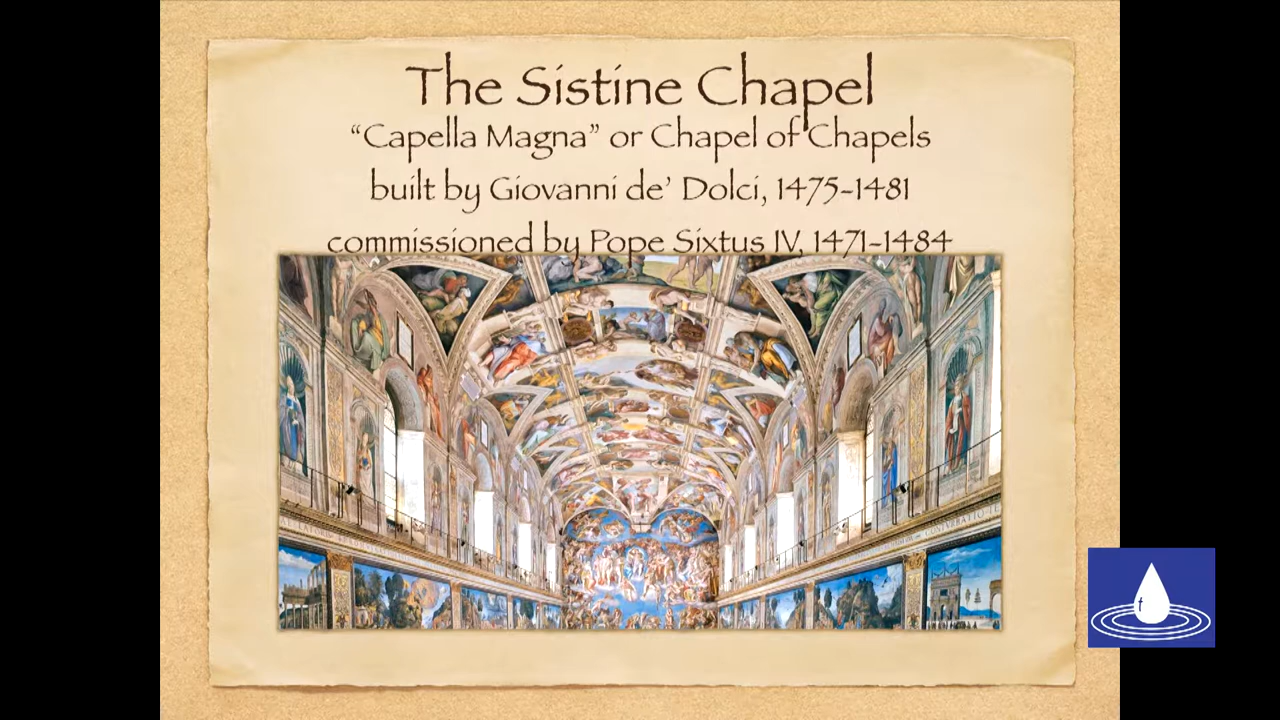 The Sistine Chapel
“Capella Magna” or Chapel of Chapels
built by Giovanni de’ Dolci, 1475-1481
commissioned by Pope Sixtus IV, 1471-1484
t